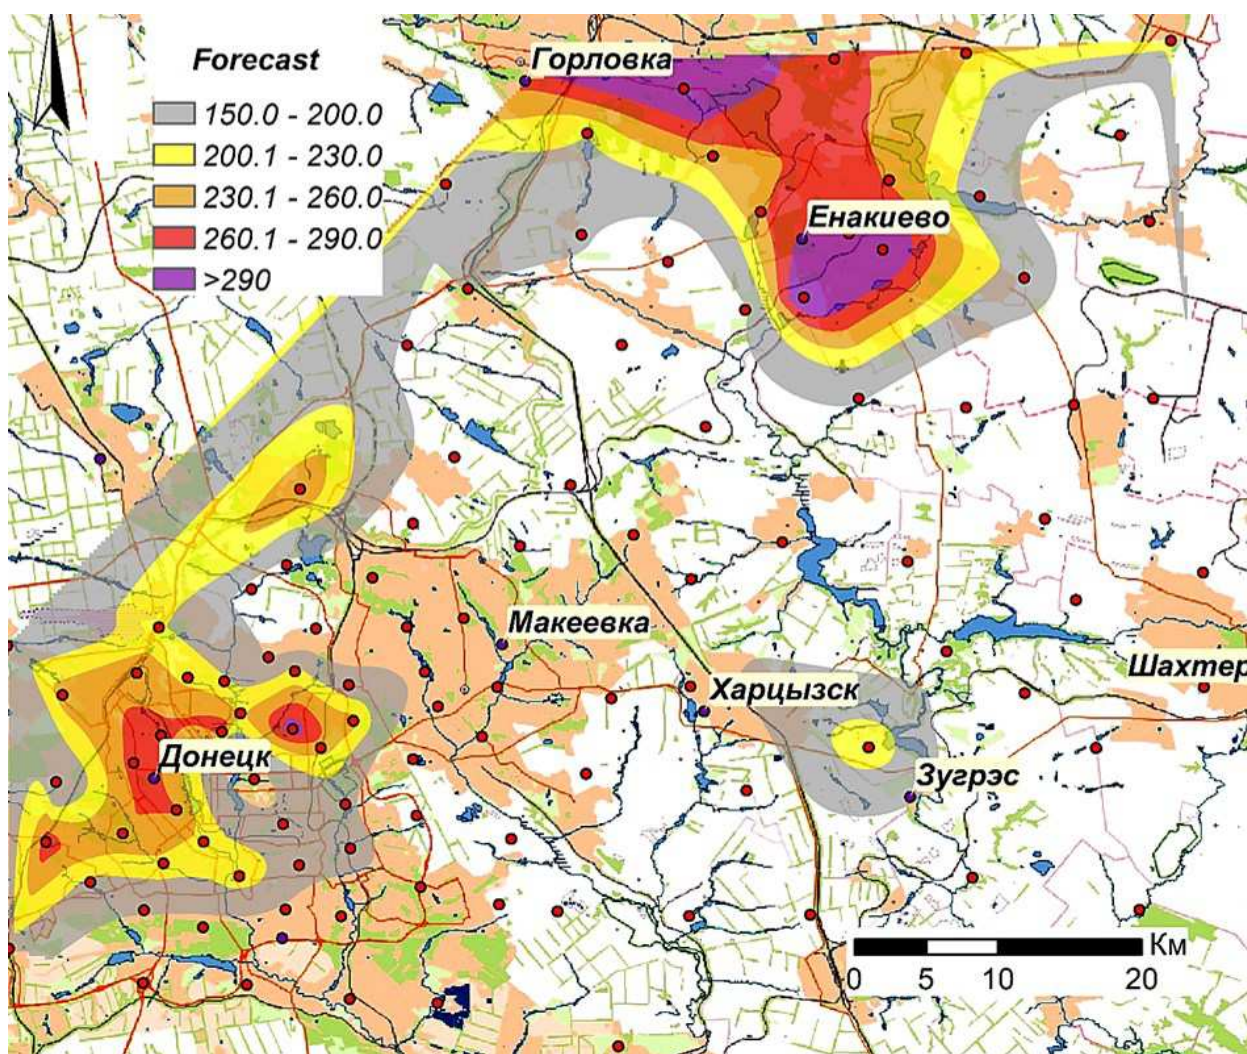 Forecast
150.0 - 200.0
200.1 - 230.0
230.1 - 260.0
260.1 - 290.0
>290
Горловка
Енакиево
Макеевка
Харцызск
Шахтер
Донецк
Зугрэс
Км
0 5 10 20